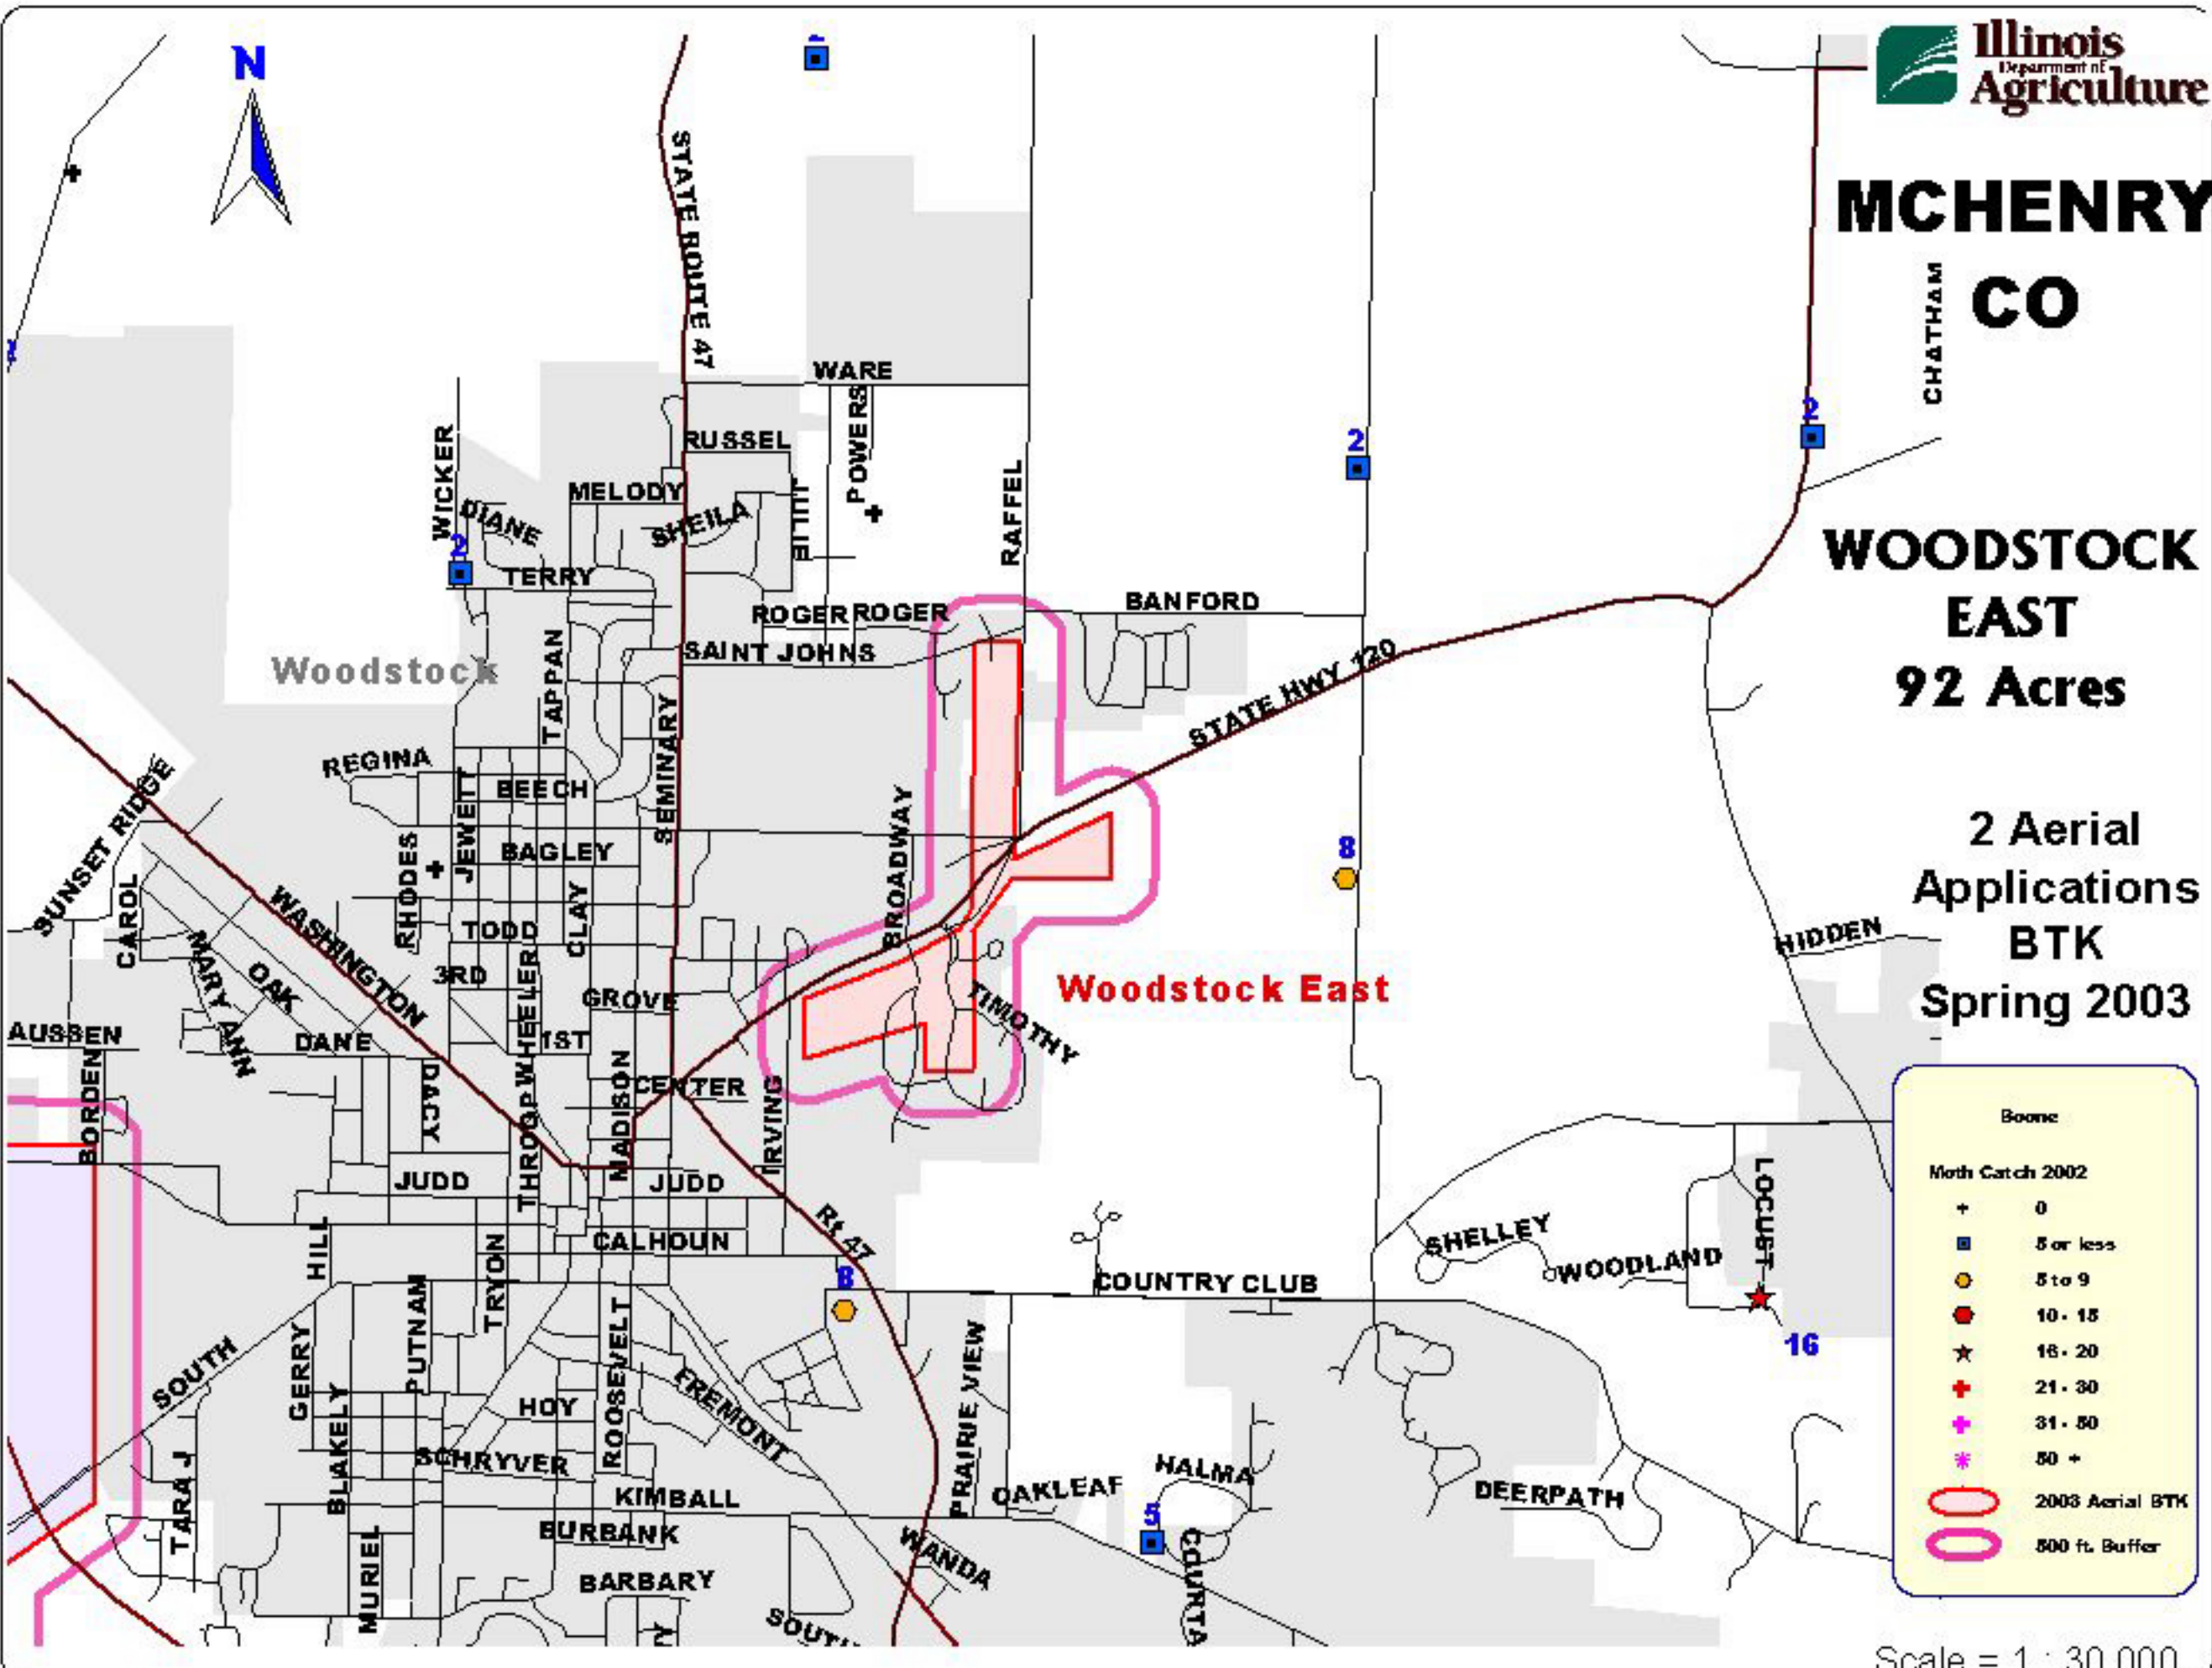 N
Illinois
Department of
Agriculture
MCHENRY
CO
CHATHAM
WOODSTOCK
EAST
92 Acres
2 Aerial
Applications
BTK
Spring 2003
STATE ROUTE 47
WARE
POWERS
RUSSEL
2
2
WICKER
MELODY
JULIE
RAFFEL
DIANE
SHEILA
2
TERRY
ROGER ROGER
BANFORD
SAINT JOHNS
Woodstock
TAPPAN
STATE HWY 120
SEMINARY
REGINA
BEECH
JEWETT
SUNSET RIDGE
BROADWAY
BAGLEY
RHODES
8
CAROL
WASHINGTON
CLAY
TODD
HIDDEN
MARY ANN
OAK
3RD
GROVE
Woodstock East
TIMOTHY
WHEELER
AUSSEN
DANE
1ST
BORDEN
DACY
THROOP
MADISON
CENTER
IRVING
JUDD
JUDD
LOCUST
Rt 47
HILL
TRYON
CALHOUN
SHELLEY
WOODLAND
8
COUNTRY CLUB
PUTNAM
16
SOUTH
GERRY
ROOSEVELT
FREMONT
PRAIRIE VIEW
BLAKELY
HOY
TARA J
SCHRYVER
HALMA
OAKLEAF
DEERPATH
KIMBALL
5
BURBANK
WANDA
COURTA
MURIEL
BARBARY
SOUTH
Boone
Moth Catch 2002
0
5 or less
5 to 9
10 - 15
16 - 20
21 - 30
31 - 50
50 +
2003 Aerial BTK
500 ft. Buffer
Scale = 1 : 30,000